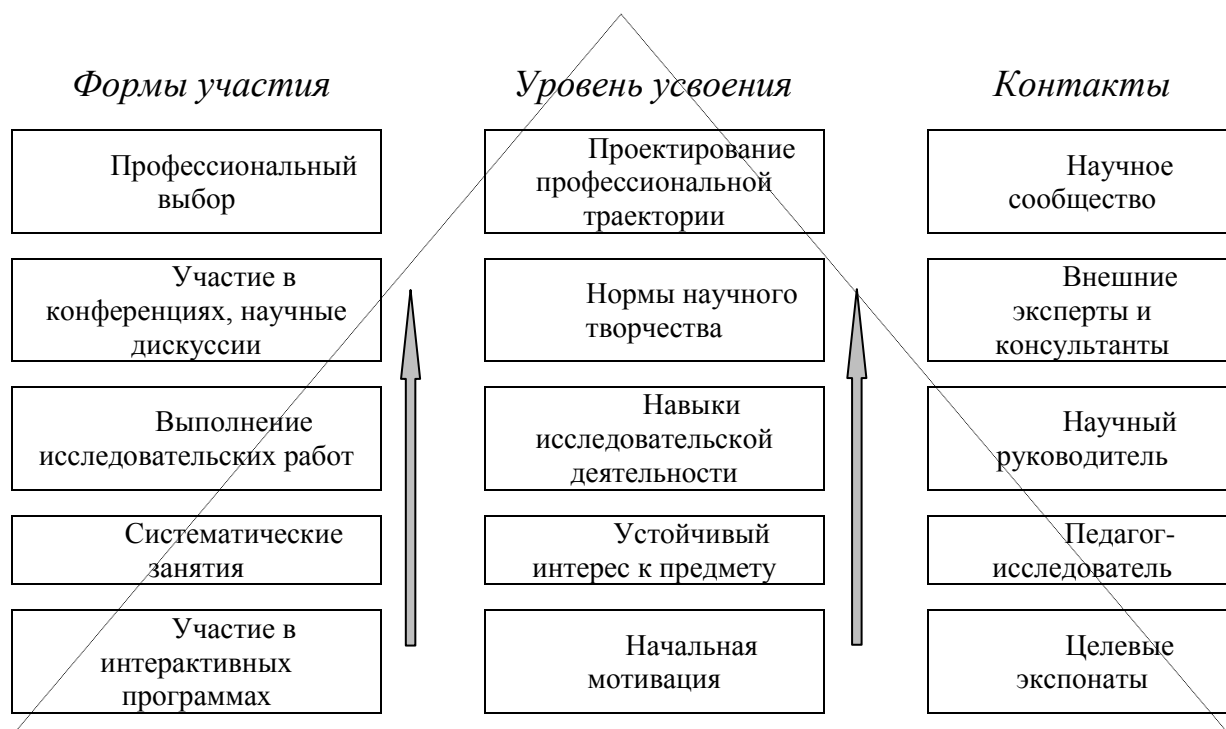 Формы участия
Уровень усвоения
Контакты
Профессиональный
выбор
Проектирование
профессиональной
траектории
Научное
сообщество
Участие в
конференциях, научные
дискуссии
Нормы научного
творчества
Внешние
эксперты и
консультанты
Выполнение
исследовательских работ
Навыки
исследовательской
деятельности
Научный
руководитель
Систематические
занятия
Устойчивый
интерес к предмету
Педагог-
исследователь
Участие в
интерактивных
программах
Начальная
мотивация
Целевые
экспонаты